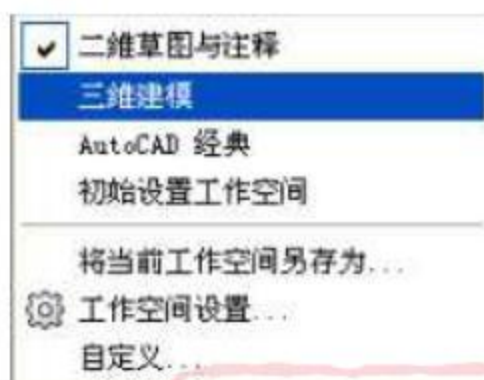 二维草图与注释
三维建模
AutoCAD 经典
初始设置工作空间
将当前工作空间另存为...
工作空间设置...
自定义...